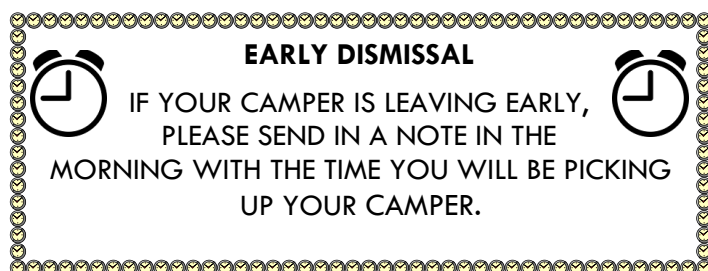 EARLY DISMISSAL
IF YOUR CAMPER IS LEAVING EARLY,
PLEASE SEND IN A NOTE IN THE
MORNING WITH THE TIME YOU WILL BE PICKING
UP YOUR CAMPER.